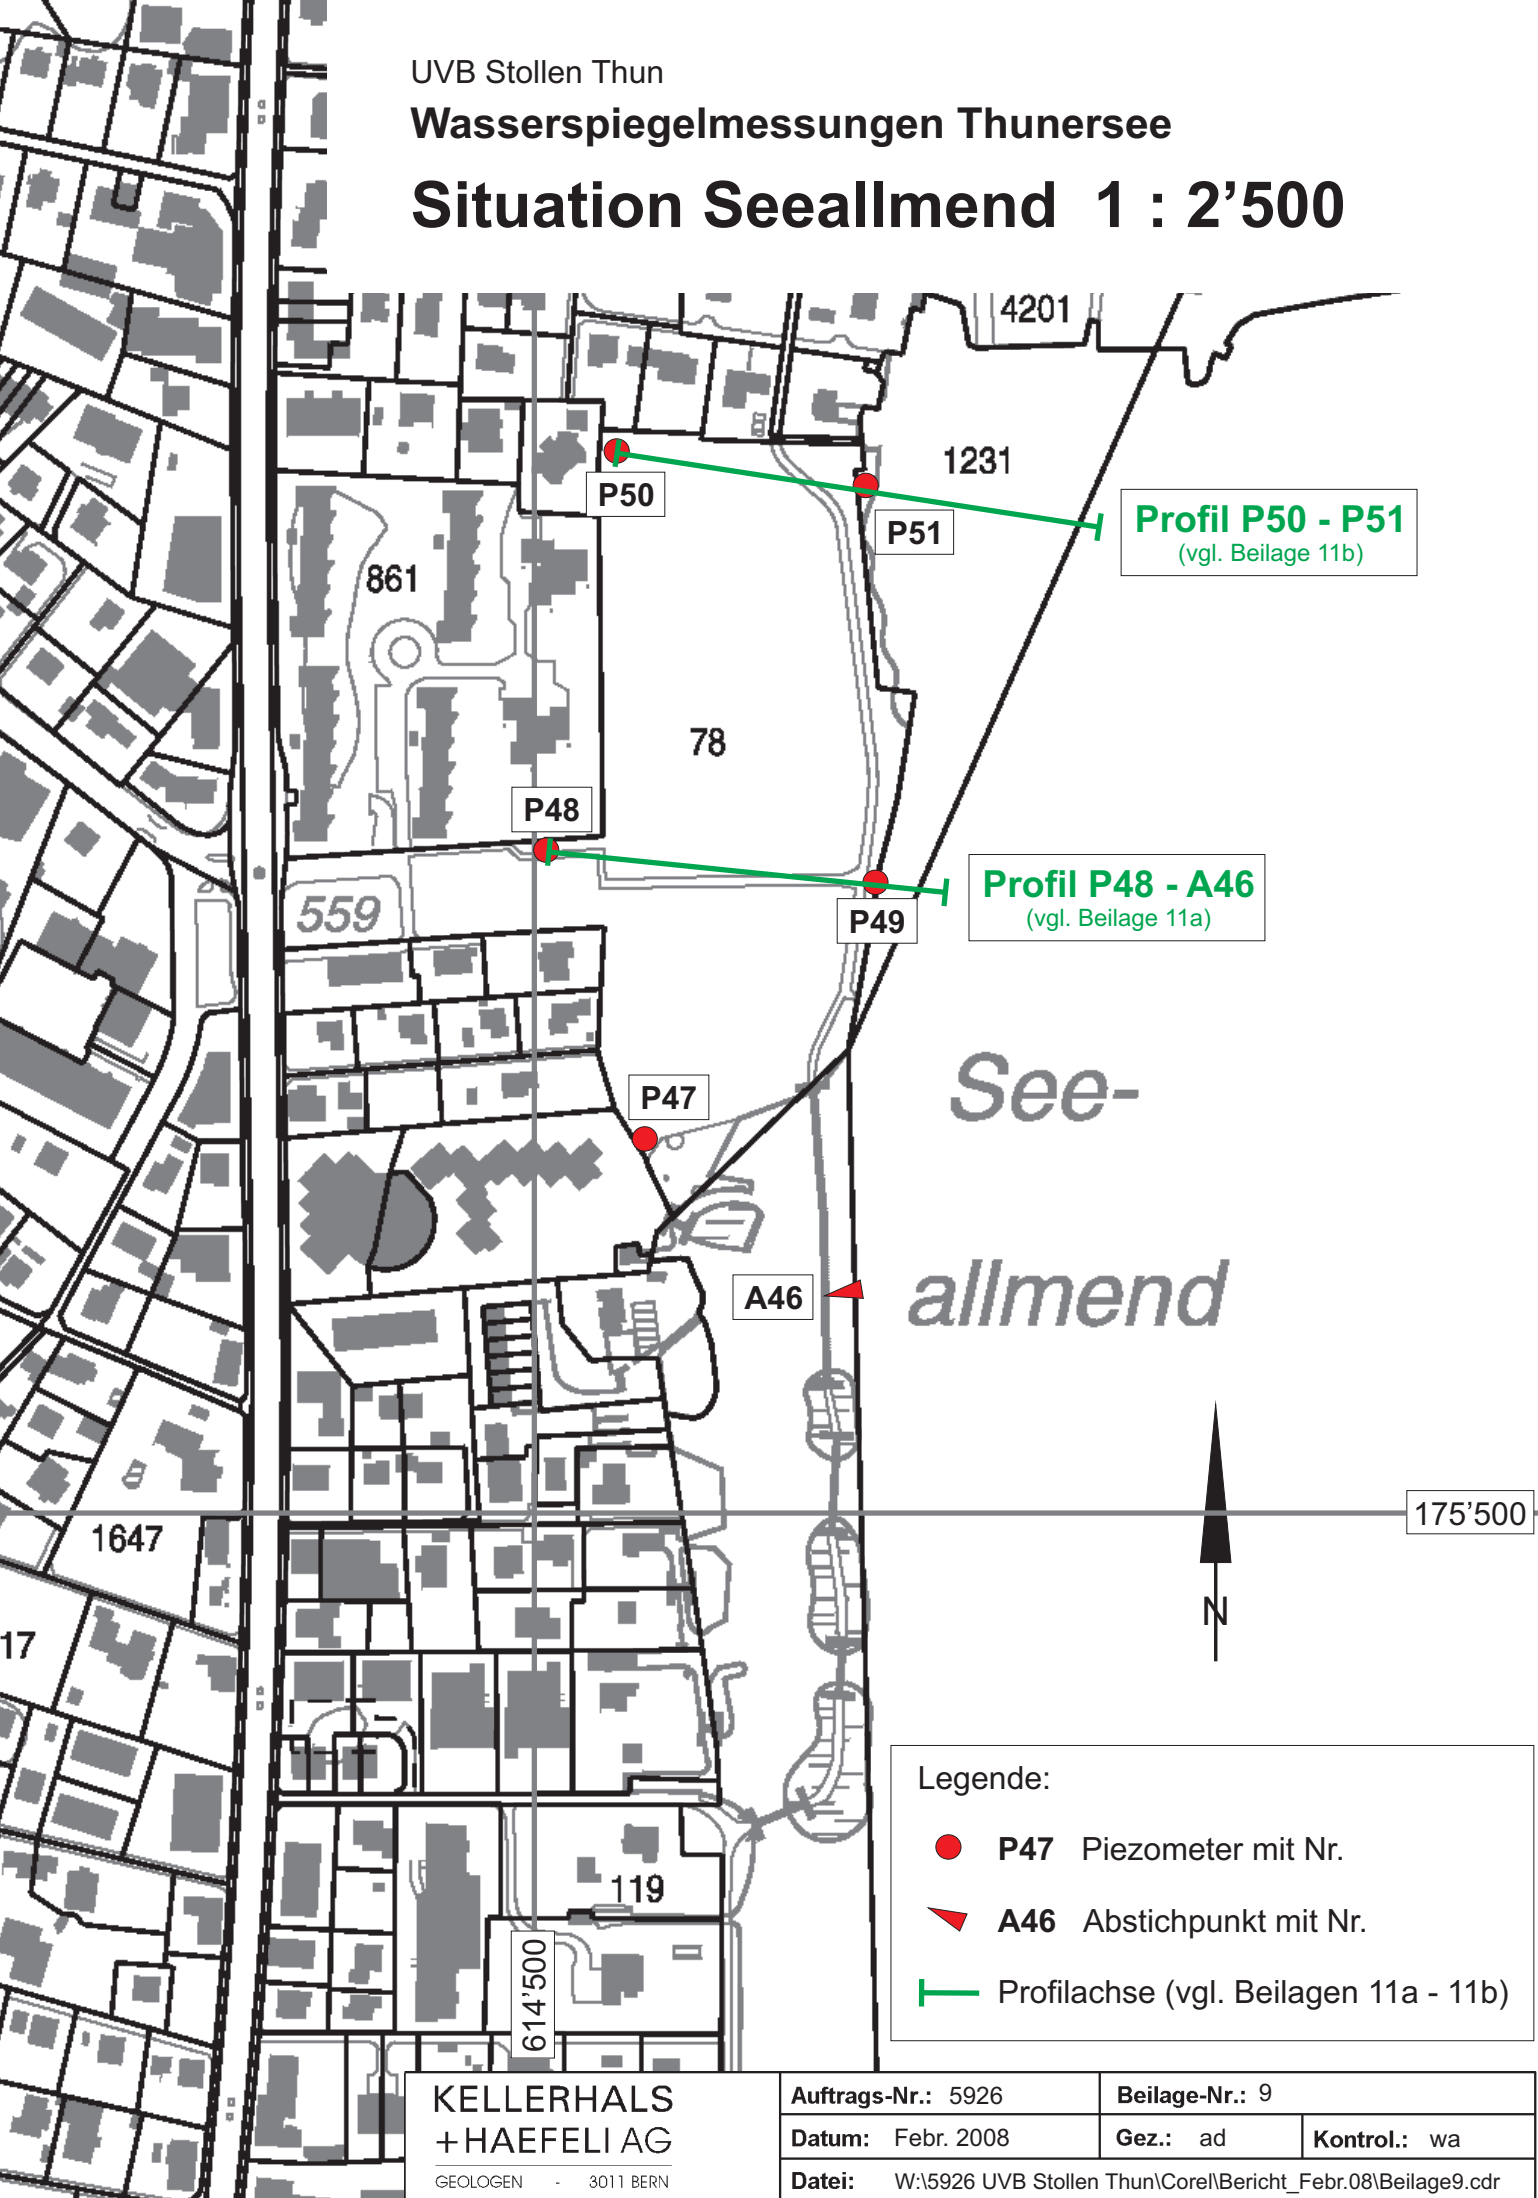 UVB Stollen Thun
Wasserspiegelmessungen Thunersee
Situation Seeallmend 1 : 2’500
4201
1231
P50
P51
Profil P50 - P51
(vgl. Beilage 11b)
861
78
P48
Profil P48 - A46
(vgl. Beilage 11a)
559
P49
See-
P47
allmend
A46
175’500
1647
N
17
Legende:
P47 Piezometer mit Nr.
A46 Abstichpunkt mit Nr.
Profilachse (vgl. Beilagen 11a - 11b)
119
614’500
KELLERHALS
+HAEFELI AG
GEOLOGEN - 3011 BERN
Auftrags-Nr.: 5926
Beilage-Nr.: 9
Datum: Febr. 2008
Gez.: ad
Kontrol.: wa
Datei: W:\5926 UVB Stollen Thun\Corel\Bericht_Febr.08\Beilage9.cdr